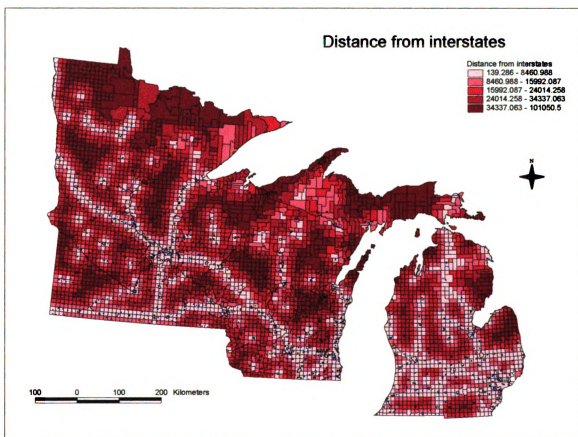 Distance from interstates
Distance from interstates
139.286 - 8460.988
8460.988 - 15992.087
15992.087 - 24014.258
24014.258 - 34337.063
34337.063 - 101050.5
N
100 0 100 200 Kilometers